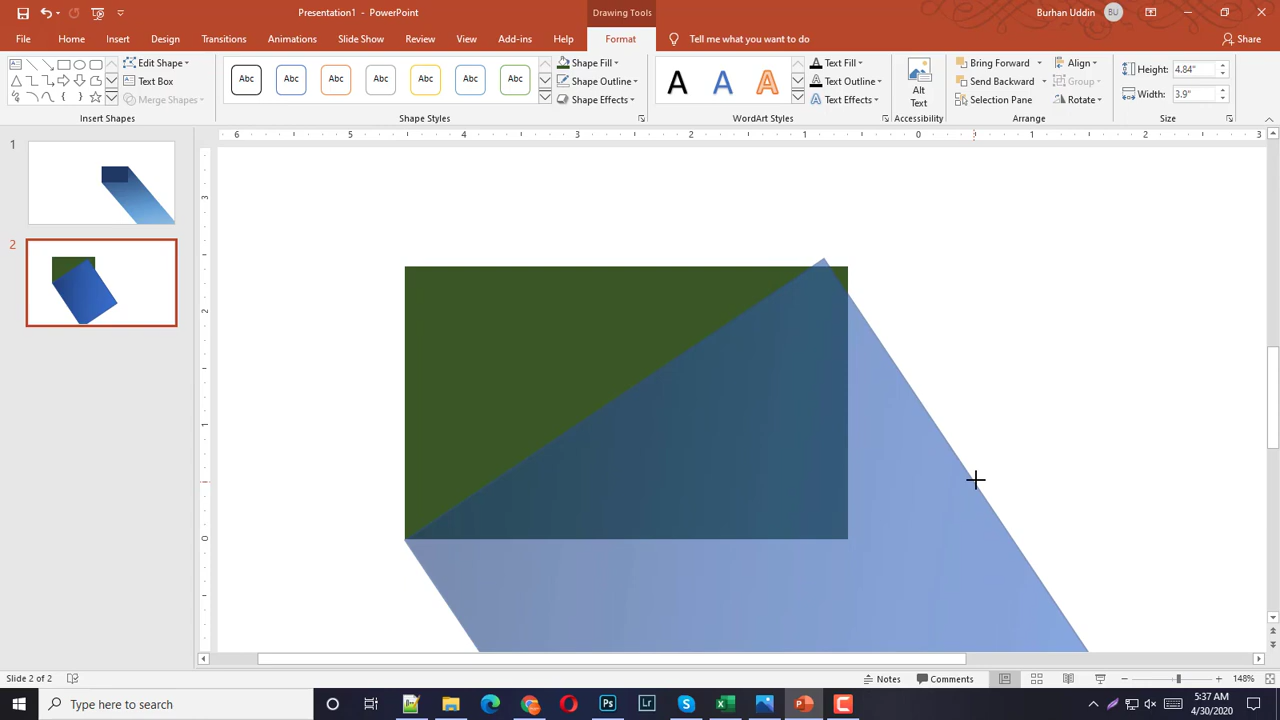 Presentation1 - PowerPoint
Drawing Tools
Burhan Uddin
BU
File
Home
Insert
Design
Transitions
Animations
Slide Show
Review
View
Add-ins
Help
Format
Tell me what you want to do
Share
Edit Shape
Text Box
Merge Shapes
Insert Shapes
Abc
Abc
Abc
Abc
Abc
Abc
Abc
Shape Fill
Shape Outline
Shape Effects
Shape Styles
A
A
A
Text Fill
Text Outline
Text Effects
WordArt Styles
Alt
Text
Accessibility
Bring Forward
Send Backward
Selection Pane
Align
Group
Rotate
Arrange
Height: 4.84"
Width: 3.9"
Size
6 5 4 3 2 1 0 1 2 3
3
2
1
0
1
2
Slide 2 of 2
Notes
Comments
148%
Type here to search
5:37 AM
4/30/2020